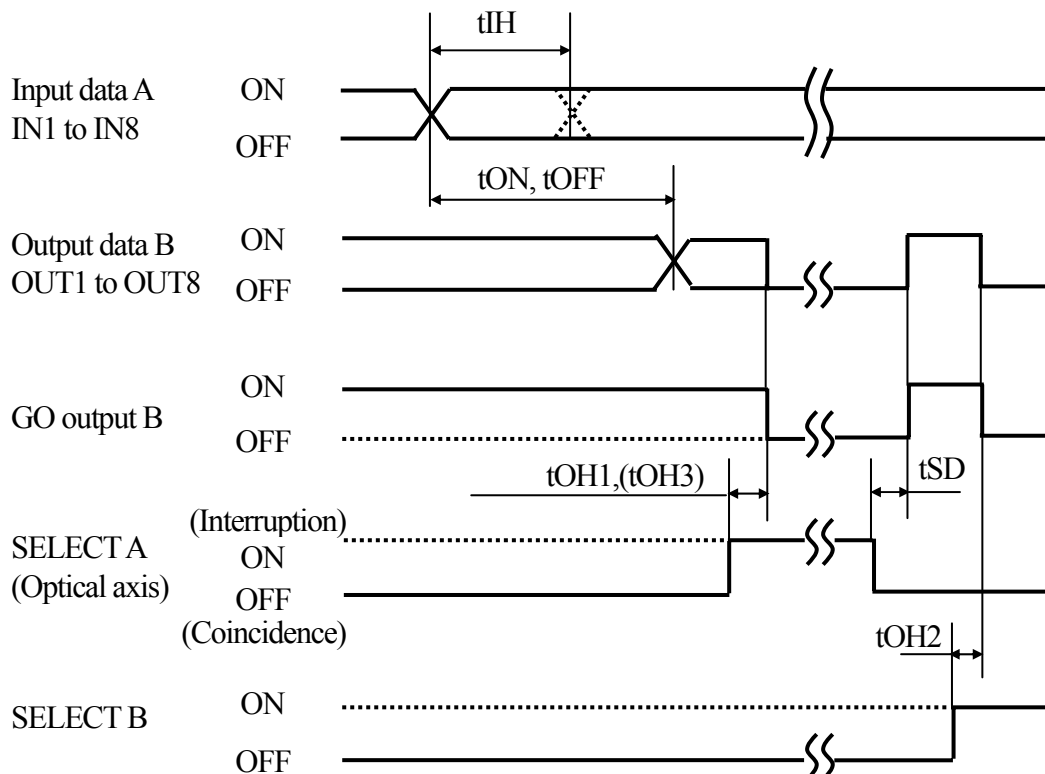 tIH
Input data A
IN1 to IN8
ON
OFF
tON, tOFF
Output data B
OUT1 to OUT8
ON
OFF
GO output B
ON
OFF
tOH1,(tOH3)
tSD
(Interruption)
SELECT A
(Optical axis)
ON
OFF
(Coincidence)
tOH2
SELECT B
ON
OFF